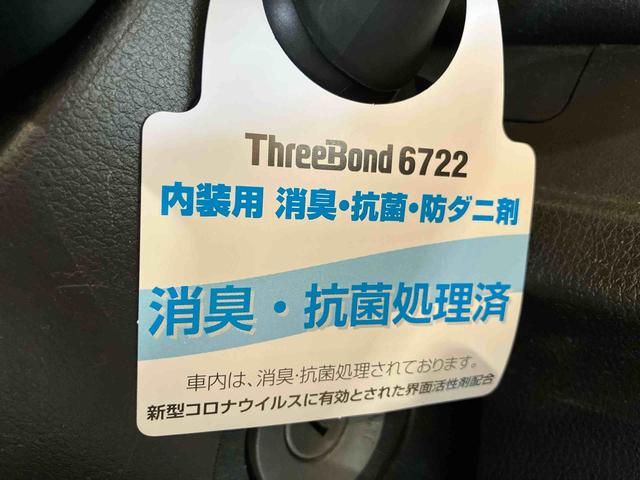 ThreeBond 6722
内装用 消臭・抗菌・防ダニ剤
消臭・抗菌処理済
車内は、消臭・抗菌処理されております。
新型コロナウイルスに有効とされた界面活性剤配合